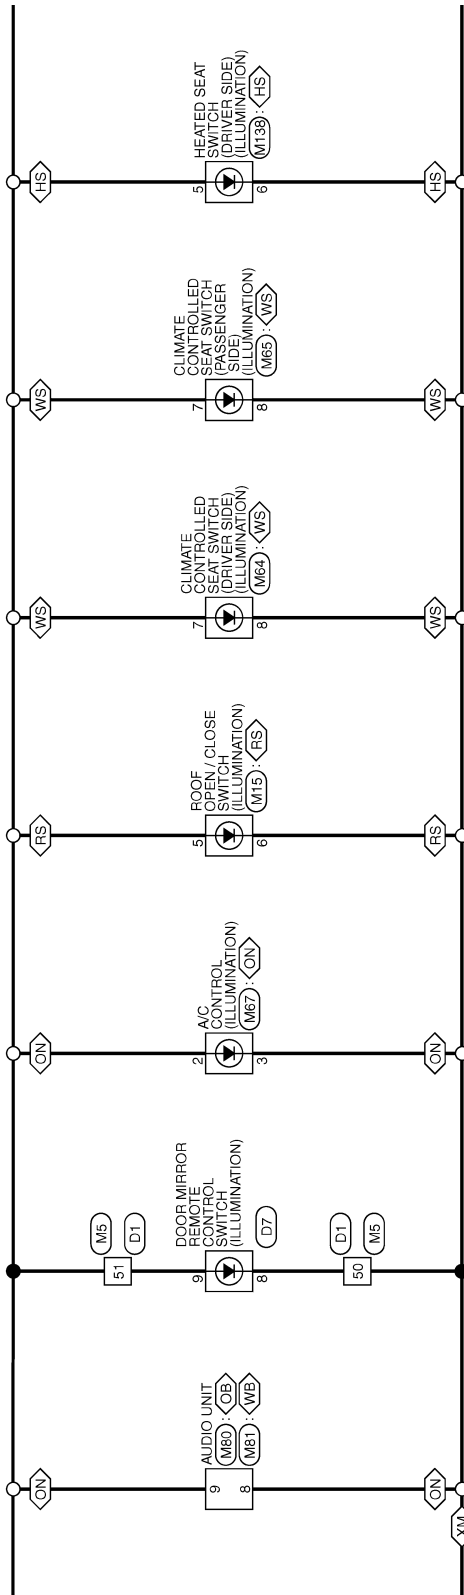 ON
AUDIO UNIT
9
M80 : OB
8
M81 : WB
ON
XM
M5
51
D1
9
DOOR MIRROR
REMOTE
CONTROL
SWITCH
(ILLUMINATION)
8
D7
D1
50
M5
ON
2
A/C
CONTROL
(ILLUMINATION)
M67 : ON
3
ON
RS
5
ROOF
OPEN / CLOSE
SWITCH
(ILLUMINATION)
M15 : RS
6
RS
WS
7
CLIMATE
CONTROLLED
SEAT SWITCH
(DRIVER SIDE)
(ILLUMINATION)
M64 : WS
8
WS
WS
7
CLIMATE
CONTROLLED
SEAT SWITCH
(PASSENGER
SIDE)
(ILLUMINATION)
M65 : WS
8
WS
HS
5
HEATED SEAT
SWITCH
(DRIVER SIDE)
(ILLUMINATION)
M138 : HS
6
HS